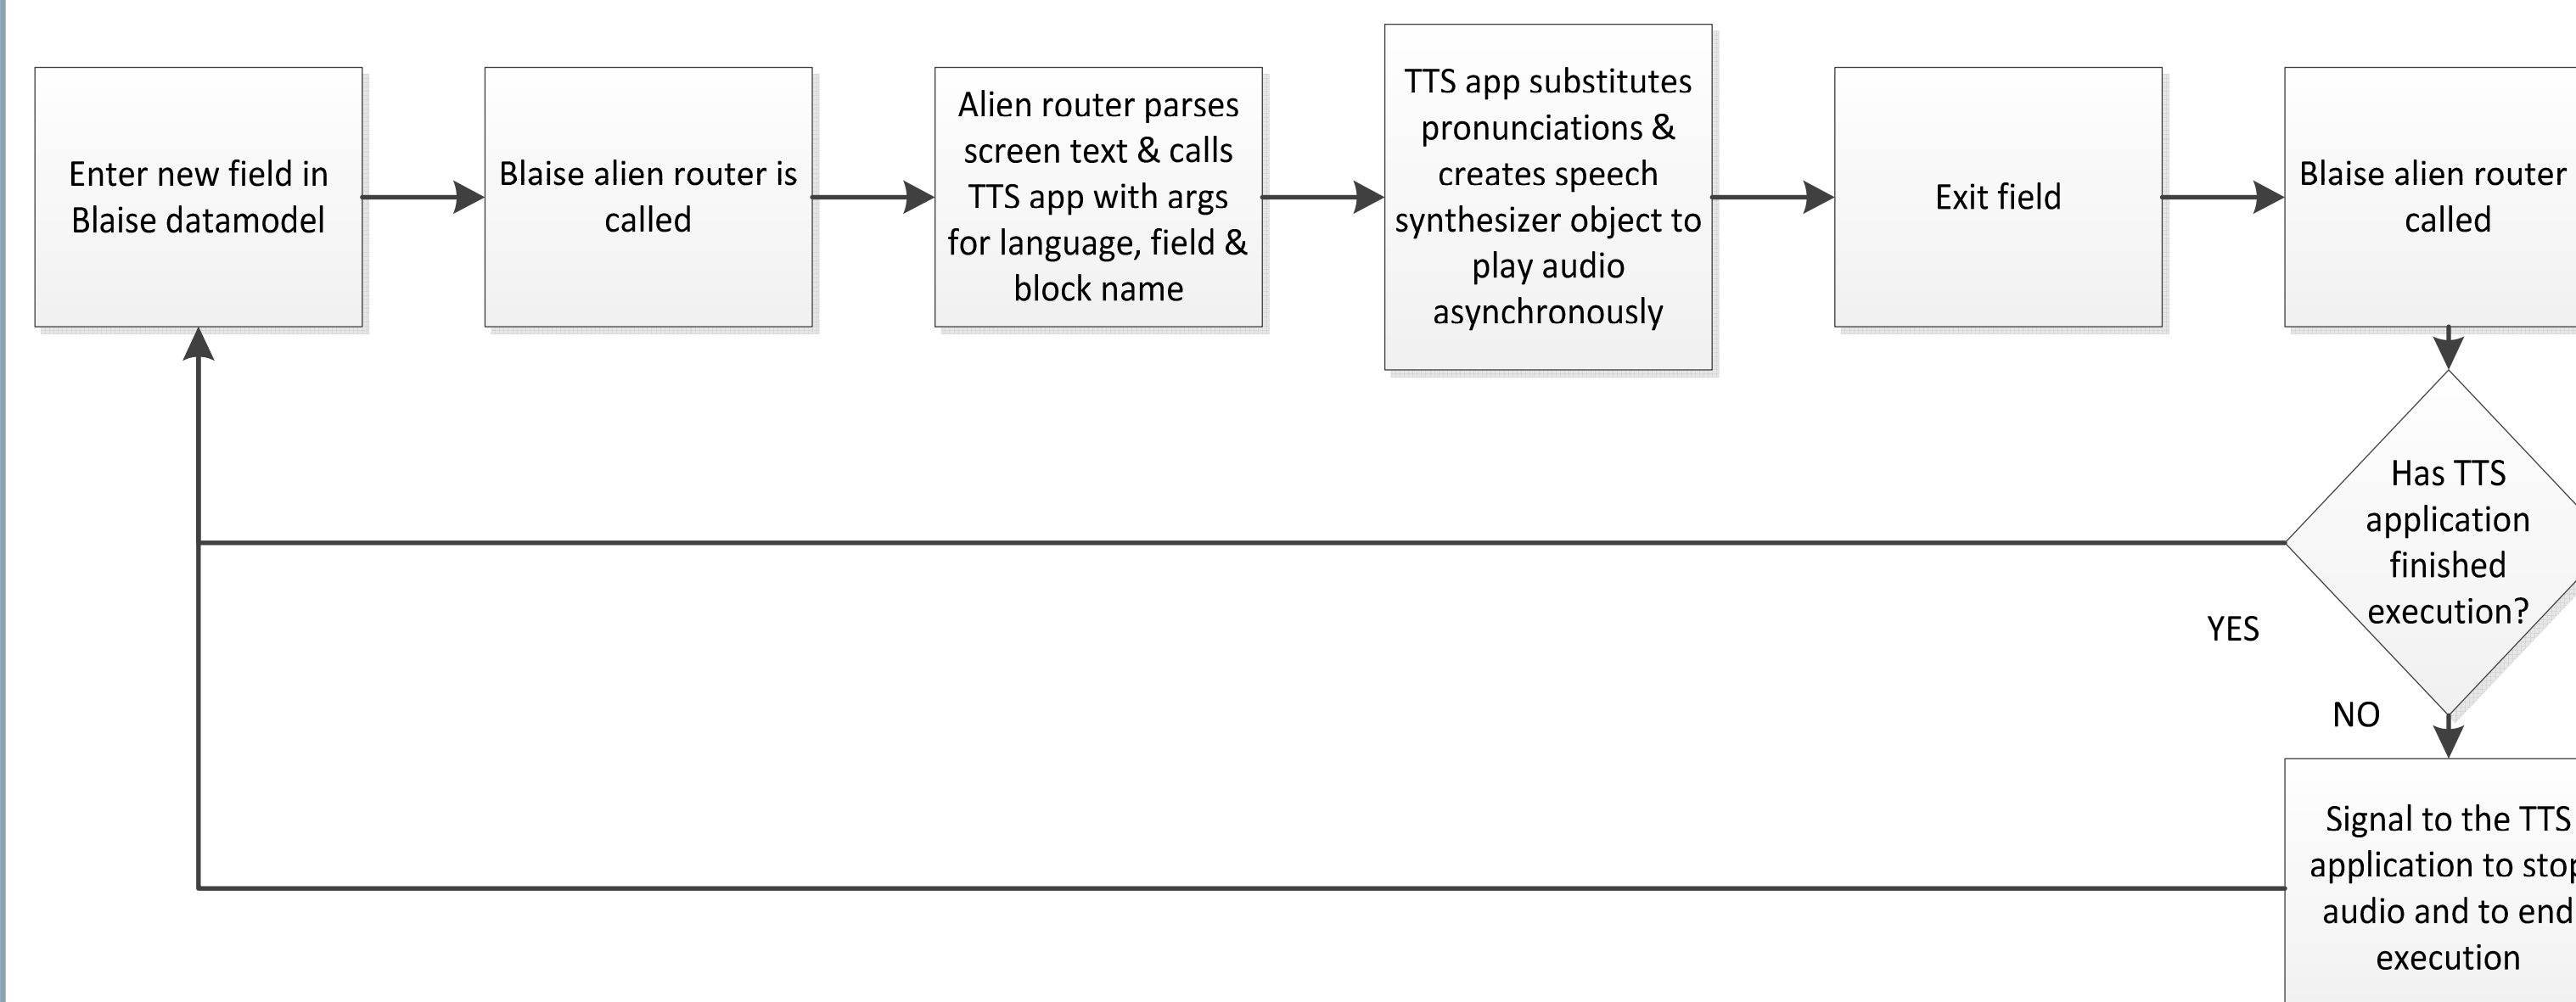 Enter new field in
Blaise datamodel
Blaise alien router is
called
Alien router parses
screen text & calls
TTS app with args
for language, field &
block name
TTS app substitutes
pronunciations &
creates speech
synthesizer object to
play audio
asynchronously
Exit field
Blaise alien router
called
Has TTS
application
finished
execution?
YES
NO
Signal to the TTS
application to stop
audio and to end
execution